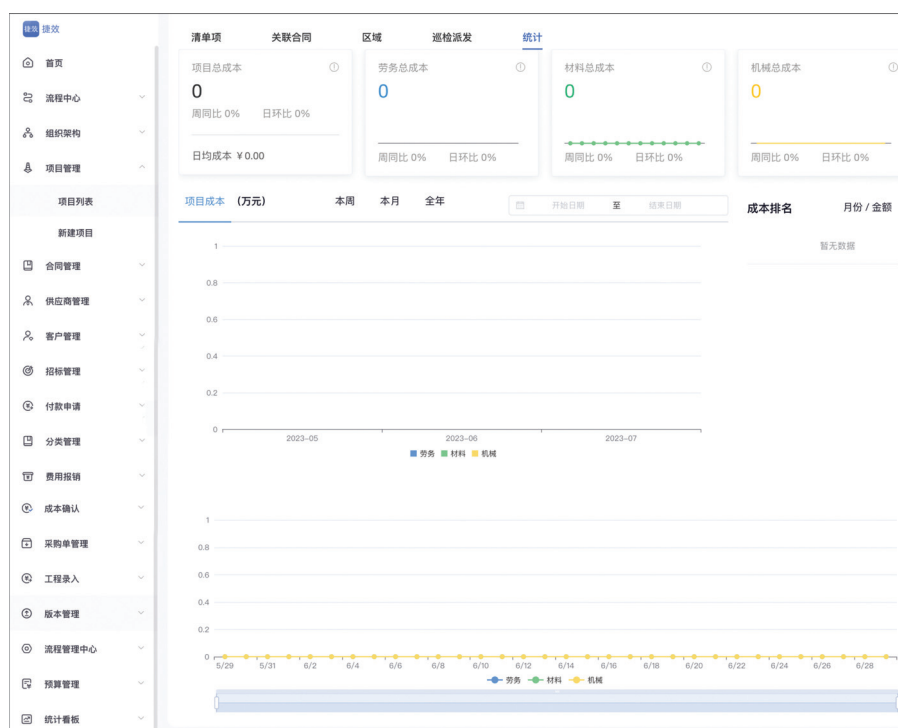 捷效 捷效
首页
流程中心
组织架构
项目管理
项目列表
新建项目
合同管理
供应商管理
客户管理
招标管理
付款申请
分类管理
费用报销
成本确认
采购单管理
工程录入
版本管理
流程管理中心
预算管理
统计看板
清单项 关联合同 区域 巡检派发 统计
项目总成本
0
周同比 0% 日环比 0%
日均成本 ¥ 0.00
劳务总成本
0
周同比 0% 日环比 0%
材料总成本
0
周同比 0% 日环比 0%
机械总成本
0
周同比 0% 日环比 0%
项目成本 (万元) 本周 本月 全年 开始日期 至 结束日期
成本排名 月份 / 金额
暂无数据
1
0.8
0.6
0.4
0.2
0
2023-05 2023-06 2023-07
劳务 材料 机械
1
0.8
0.6
0.4
0.2
0
5/29 5/31 6/2 6/4 6/6 6/8 6/10 6/12 6/14 6/16 6/18 6/20 6/22 6/24 6/26 6/28
劳务 材料 机械